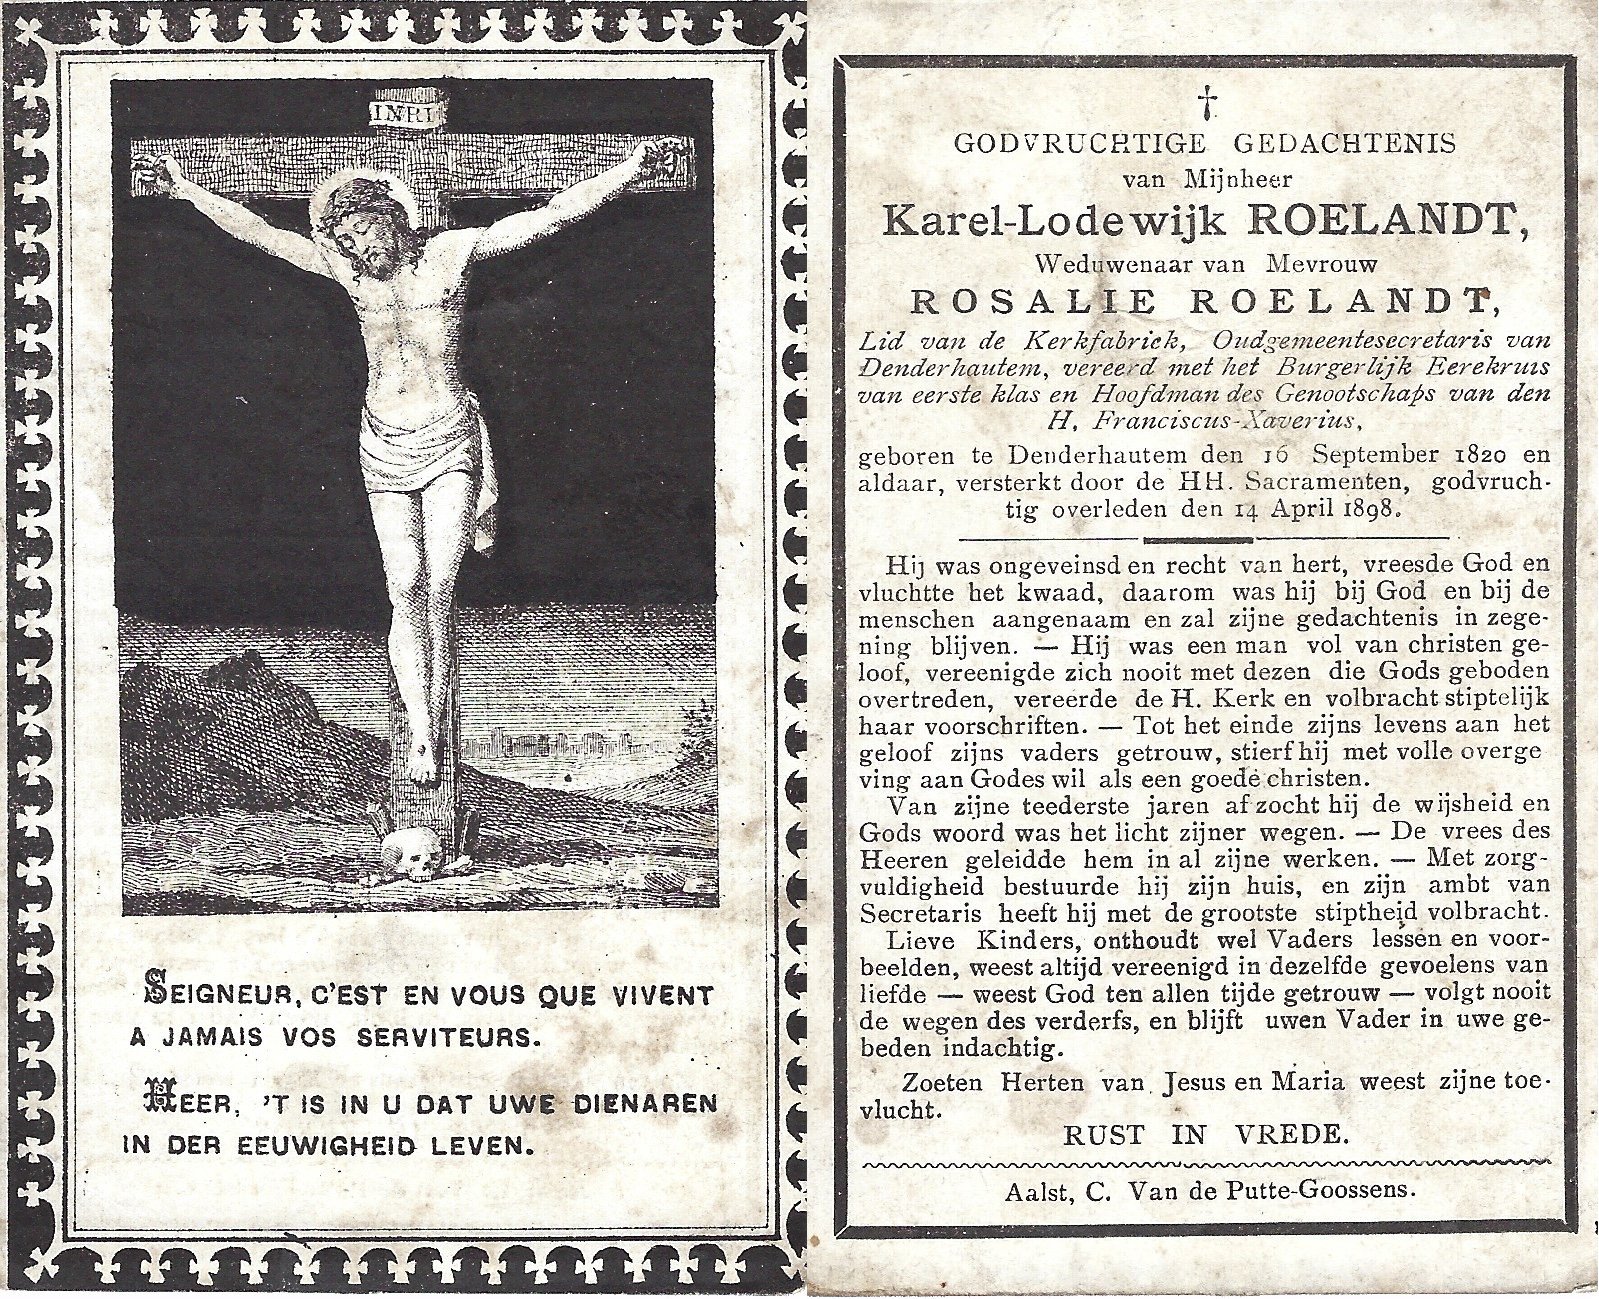 INRI
SEIGNEUR, C'EST EN VOUS QUE VIVENT
A JAMAIS VOS SERVITEURS.
HEER, 'T IS IN U DAT UWE DIENAREN
IN DER EEUWIGHEID LEVEN.
†
GODVRUCHTIGE GEDACHTENIS
van Mijnheer
Karel-Lodewijk ROELANDT,
Weduwenaar van Mevrouw
ROSALIE ROELANDT,
Lid van de Kerkfabriek, Oudgemeentesecretaris van
Denderhautem, vereerd met het Burgerlijk Eerekruis
van eerste klas en Hoofdman des Genootschaps van den
H, Franciscus-Xaverius,
geboren te Denderhautem den 16 September 1820 en
aldaar, versterkt door de HH. Sacramenten, godvruch-
tig overleden den 14 April 1898.
Hij was ongeveinsd en recht van hert, vreesde God en
vluchtte het kwaad, daarom was hij bij God en bij de
menschen aangenaam en zal zijne gedachtenis in zege-
ning blijven. — Hij was een man vol van christen ge-
loof, vereenigde zich nooit met dezen die Gods geboden
overtreden, vereerde de H. Kerk en volbracht stiptelijk
haar voorschriften. — Tot het einde zijns levens aan het
geloof zijns vaders getrouw, stierf hij met volle overge
ving aan Godes wil als een goede christen.
Van zijne teederste jaren af zocht hij de wijsheid en
Gods woord was het licht zijner wegen. — De vrees des
Heeren geleidde hem in al zijne werken. — Met zorg-
vuldigheid bestuurde hij zijn huis, en zijn ambt van
Secretaris heeft hij met de grootste stiptheid volbracht.
Lieve Kinders, onthoudt wel Vaders lessen en voor-
beelden, weest altijd vereenigd in dezelfde gevoelens van
liefde — weest God ten allen tijde getrouw — volgt nooit
de wegen des verderfs, en blijft uwen Vader in uwe ge-
beden indachtig.
Zoeten Herten van Jesus en Maria weest zijne toe-
vlucht.
RUST IN VREDE.
Aalst, C. Van de Putte-Goossens.